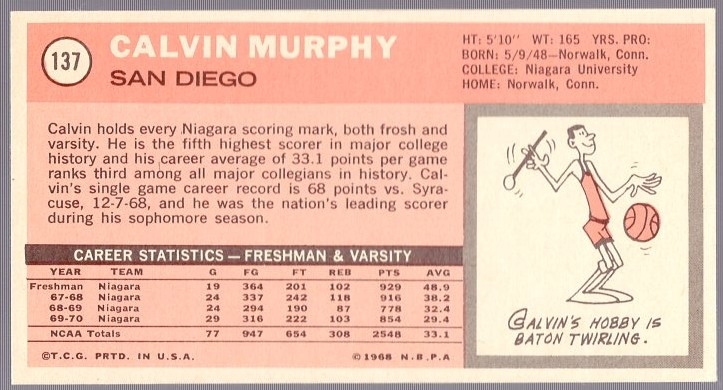 137
CALVIN MURPHY
SAN DIEGO
HT: 5'10" WT: 165 YRS. PRO:
BORN: 5/9/48—Norwalk, Conn.
COLLEGE: Niagara University
HOME: Norwalk, Conn.
Calvin holds every Niagara scoring mark, both frosh and
varsity. He is the fifth highest scorer in major college
history and his career average of 33.1 points per game
ranks third among all major collegians in history. Cal-
vin's single game career record is 68 points vs. Syra-
cuse, 12-7-68, and he was the nation's leading scorer
during his sophomore season.
CAREER STATISTICS — FRESHMAN & VARSITY
YEAR TEAM G FG FT REB PTS AVG
Freshman Niagara 19 364 201 102 929 48.9
67-68 Niagara 24 337 242 118 916 38.2
68-69 Niagara 24 294 190 87 778 32.4
69-70 Niagara 29 316 222 103 854 29.4
NCAA Totals 77 947 654 308 2548 33.1
©T.C.G. PRTD. IN U.S.A. ©1968 N.B.P.A
CALVIN'S HOBBY IS
BATON TWIRLING.